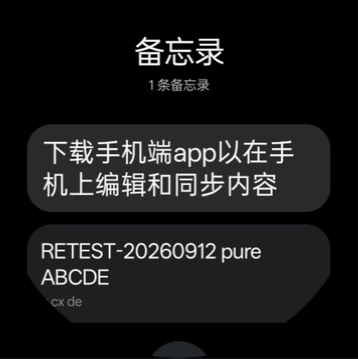 备忘录
1 条备忘录
下载手机端app以在手
机上编辑和同步内容
RETEST-20260912 pure
ABCDE
cx de